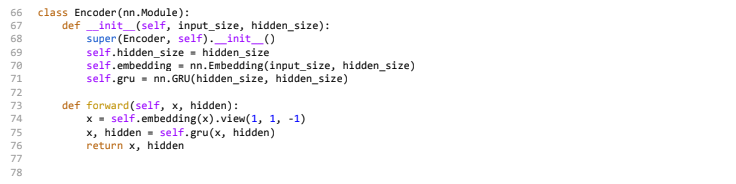 66 class Encoder(nn.Module):
67     def __init__(self, input_size, hidden_size):
68         super(Encoder, self).__init__()
69         self.hidden_size = hidden_size
70         self.embedding = nn.Embedding(input_size, hidden_size)
71         self.gru = nn.GRU(hidden_size, hidden_size)
72
73     def forward(self, x, hidden):
74         x = self.embedding(x).view(1, 1, -1)
75         x, hidden = self.gru(x, hidden)
76         return x, hidden
77
78